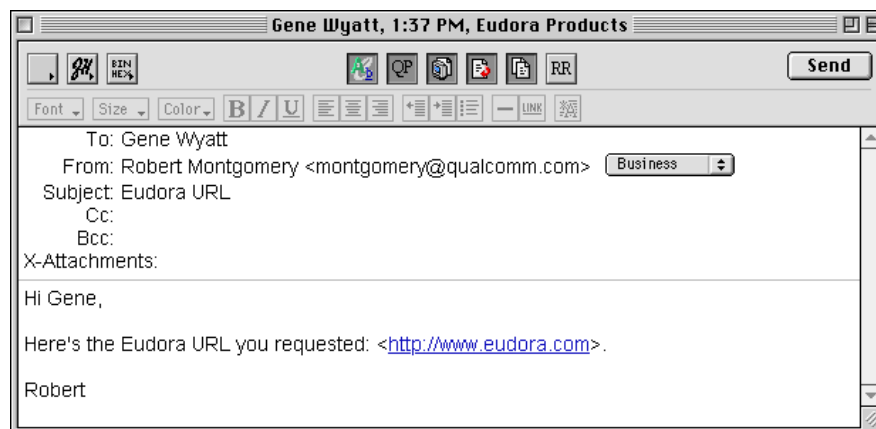 Gene Wyatt, 1:37 PM, Eudora Products
BIN HEX QP RR Send
Font Size Color B I U LINK
To: Gene Wyatt
From: Robert Montgomery <montgomery@qualcomm.com> Business
Subject: Eudora URL
Cc:
Bcc:
X-Attachments:
Hi Gene,
Here's the Eudora URL you requested: <http://www.eudora.com>.
Robert